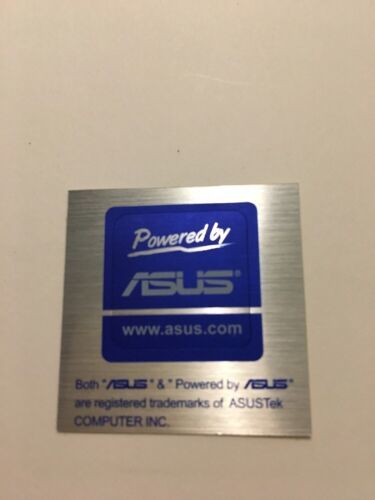 Powered by
ASUS®
www.asus.com
Both "ASUS" & "Powered by ASUS"
are registered trademarks of ASUSTek
COMPUTER INC.